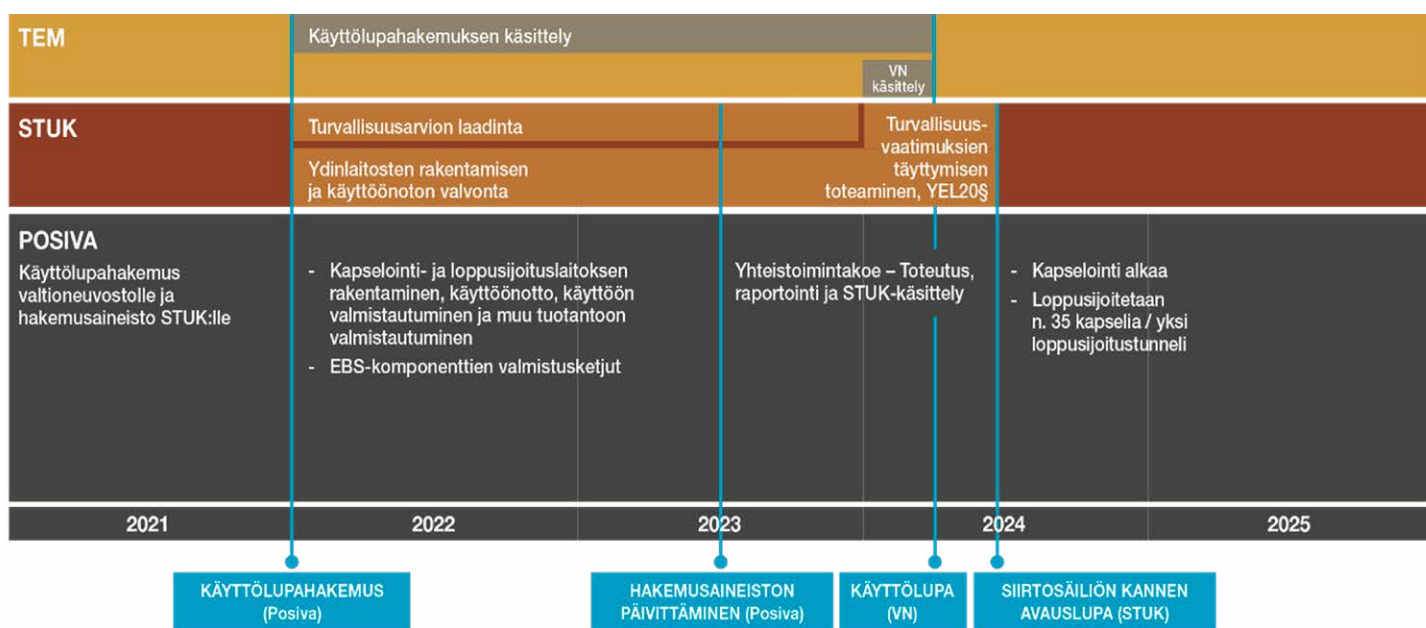 TEM
Käyttölupahakemuksen käsittely
VN
käsittely
STUK
Turvallisuusarvion laadinta
Ydinlaitosten rakentamisen
ja käyttöönoton valvonta
Turvallisuus-
vaatimuksien
täyttymisen
toteaminen, YEL20§
POSIVA
Käyttölupahakemus
valtioneuvostolle ja
hakemusaineisto STUK:lle
- Kapselointi- ja loppusijoituslaitoksen
rakentaminen, käyttöönotto, käyttöön
valmistautuminen ja muu tuotantoon
valmistautuminen
- EBS-komponenttien valmistusketjut
Yhteistoimintakoe – Toteutus,
raportointi ja STUK-käsittely
- Kapselointi alkaa
- Loppusijoitetaan
n. 35 kapselia / yksi
loppusijoitustunneli
2021 2022 2023 2024 2025
KÄYTTÖLUPAHAKEMUS
(Posiva)
HAKEMUSAINEISTON
PÄIVITTÄMINEN (Posiva)
KÄYTTÖLUPA
(VN)
SIIRTOSÄILIÖN KANNEN
AVAUSLUPA (STUK)